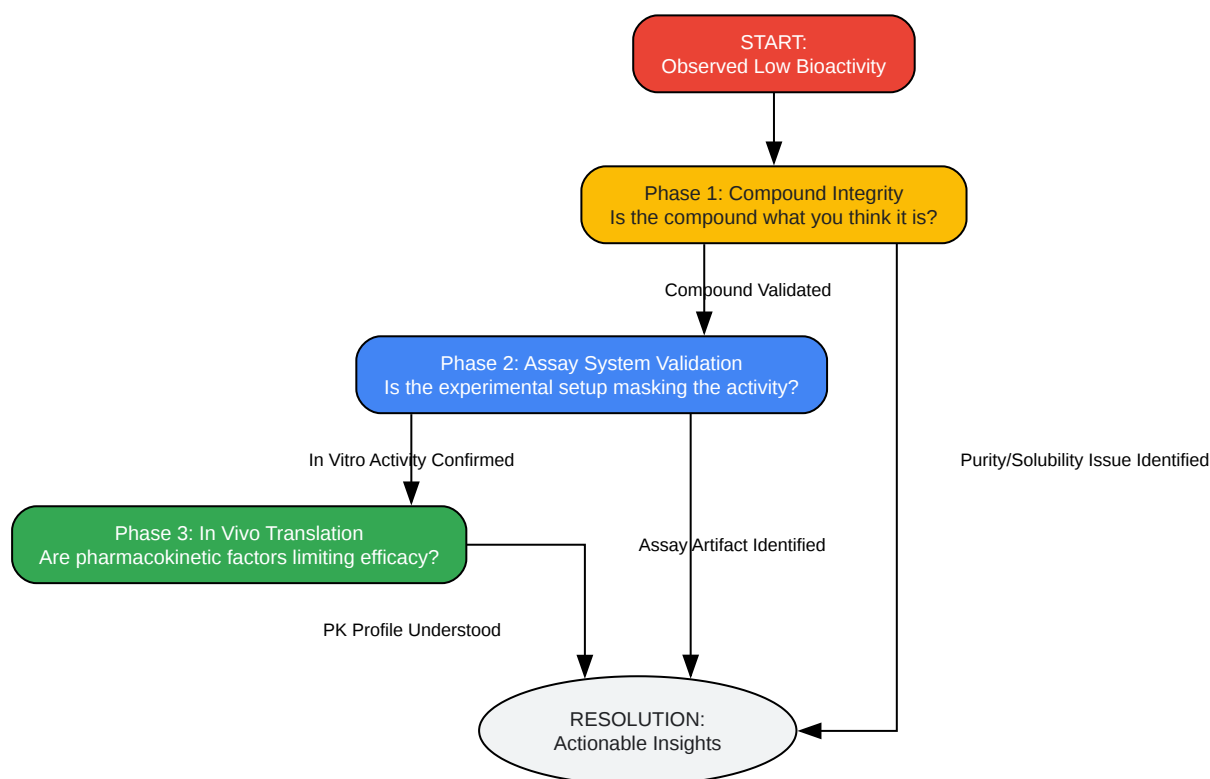 START:
Observed Low Bioactivity
Phase 1: Compound Integrity
Is the compound what you think it is?
Compound Validated
Phase 2: Assay System Validation
Is the experimental setup masking the activity?
In Vitro Activity Confirmed
Purity/Solubility Issue Identified
Phase 3: In Vivo Translation
Are pharmacokinetic factors limiting efficacy?
Assay Artifact Identified
PK Profile Understood
RESOLUTION:
Actionable Insights